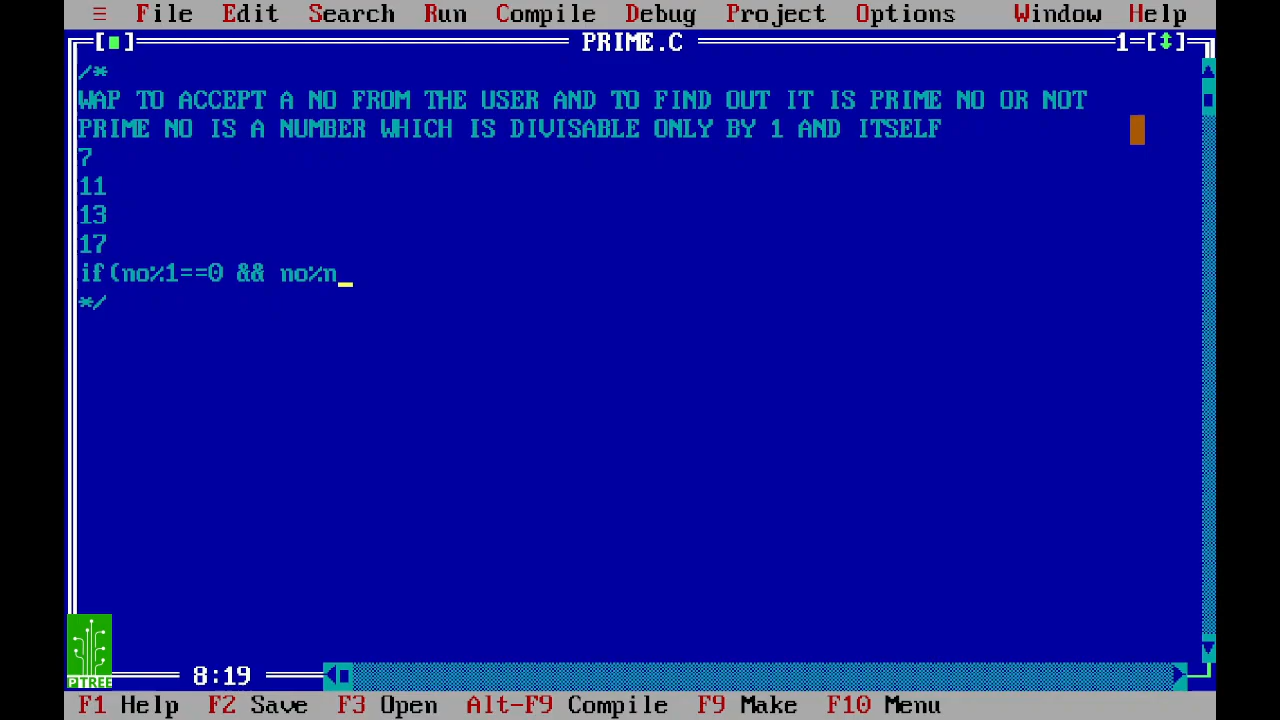 ≡ File Edit Search Run Compile Debug Project Options Window Help
[■] PRIME.C 1=[↕]
/*
WAP TO ACCEPT A NO FROM THE USER AND TO FIND OUT IT IS PRIME NO OR NOT
PRIME NO IS A NUMBER WHICH IS DIVISABLE ONLY BY 1 AND ITSELF
7
11
13
17
if(no%1==0 && no%n_
*/
PITREE
8:19
F1 Help F2 Save F3 Open Alt-F9 Compile F9 Make F10 Menu